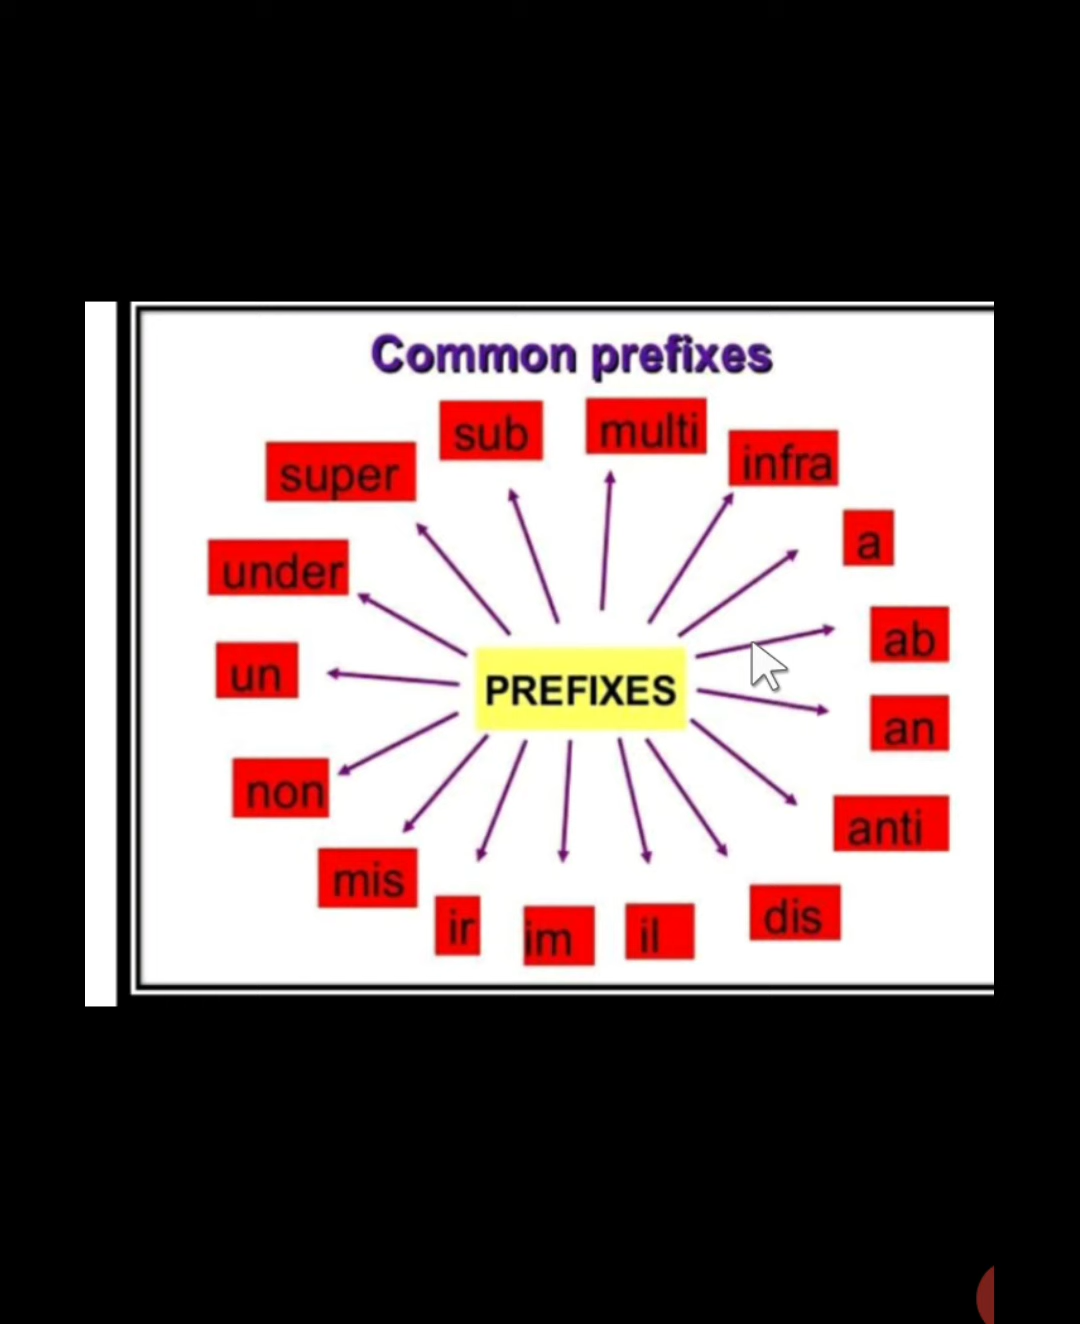 Common prefixes
sub
multi
infra
super
a
under
ab
un
PREFIXES
an
non
anti
mis
ir
im
il
dis